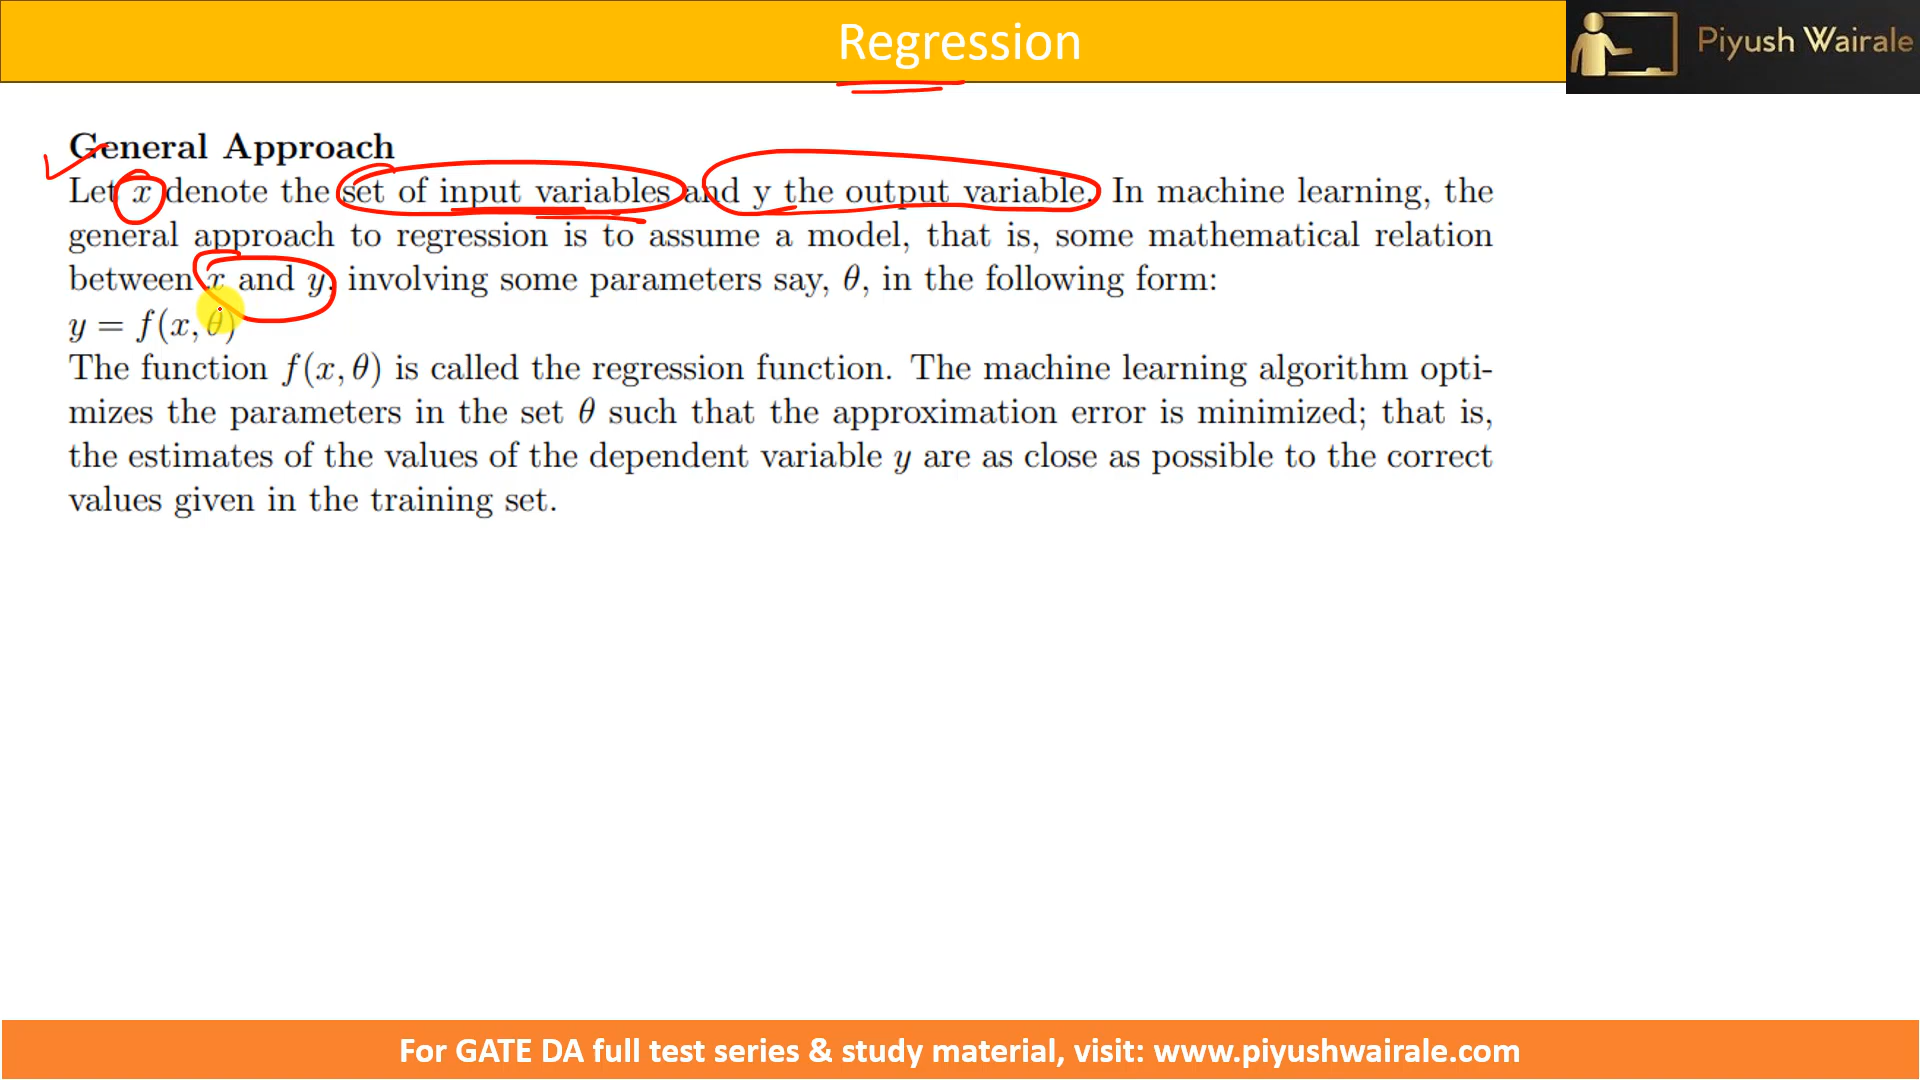 Regression
Piyush Wairale
General Approach
Let x denote the set of input variables and y the output variable. In machine learning, the
general approach to regression is to assume a model, that is, some mathematical relation
between x and y, involving some parameters say, θ, in the following form:
y = f(x, θ)
The function f(x, θ) is called the regression function. The machine learning algorithm opti-
mizes the parameters in the set θ such that the approximation error is minimized; that is,
the estimates of the values of the dependent variable y are as close as possible to the correct
values given in the training set.
For GATE DA full test series & study material, visit: www.piyushwairale.com